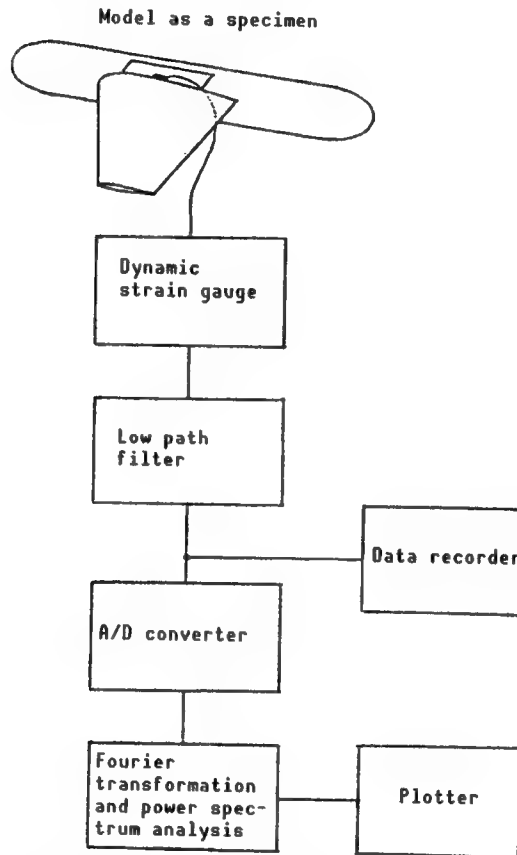 Model as a specimen
Dynamic
strain gauge
Low path
filter
Data recorder
A/D converter
Fourier
transformation
and power spec-
trum analysis
Plotter